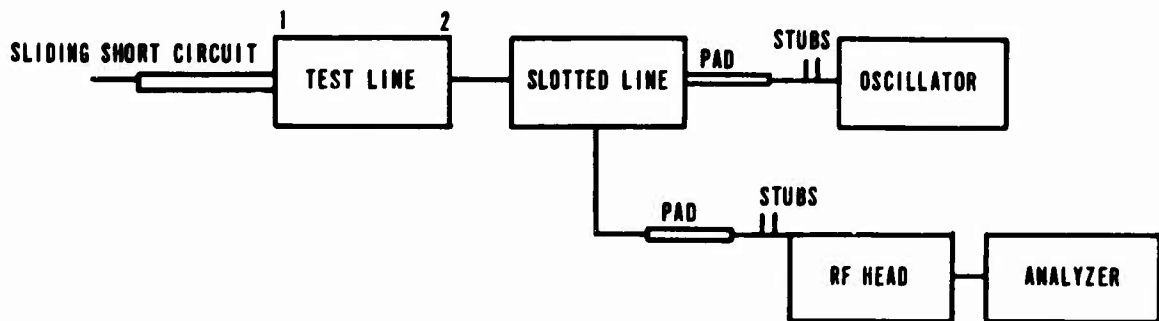 1 2
SLIDING SHORT CIRCUIT
TEST LINE
SLOTTED LINE
PAD
STUBS
OSCILLATOR
PAD
STUBS
RF HEAD
ANALYZER